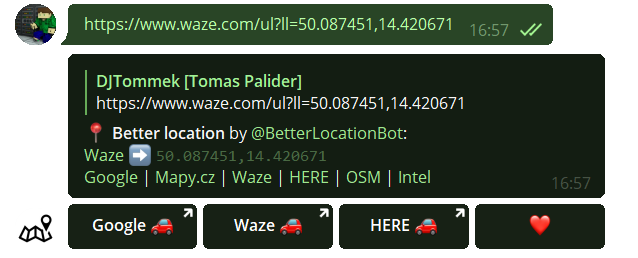 https://www.waze.com/ul?ll=50.087451,14.420671
16:57
DJTommek [Tomas Palider]
https://www.waze.com/ul?ll=50.087451,14.420671
📍 Better location by @BetterLocationBot:
Waze ➡️ 50.087451,14.420671
Google | Mapy.cz | Waze | HERE | OSM | Intel
16:57
Google 🚗 Waze 🚗 HERE 🚗 ❤️